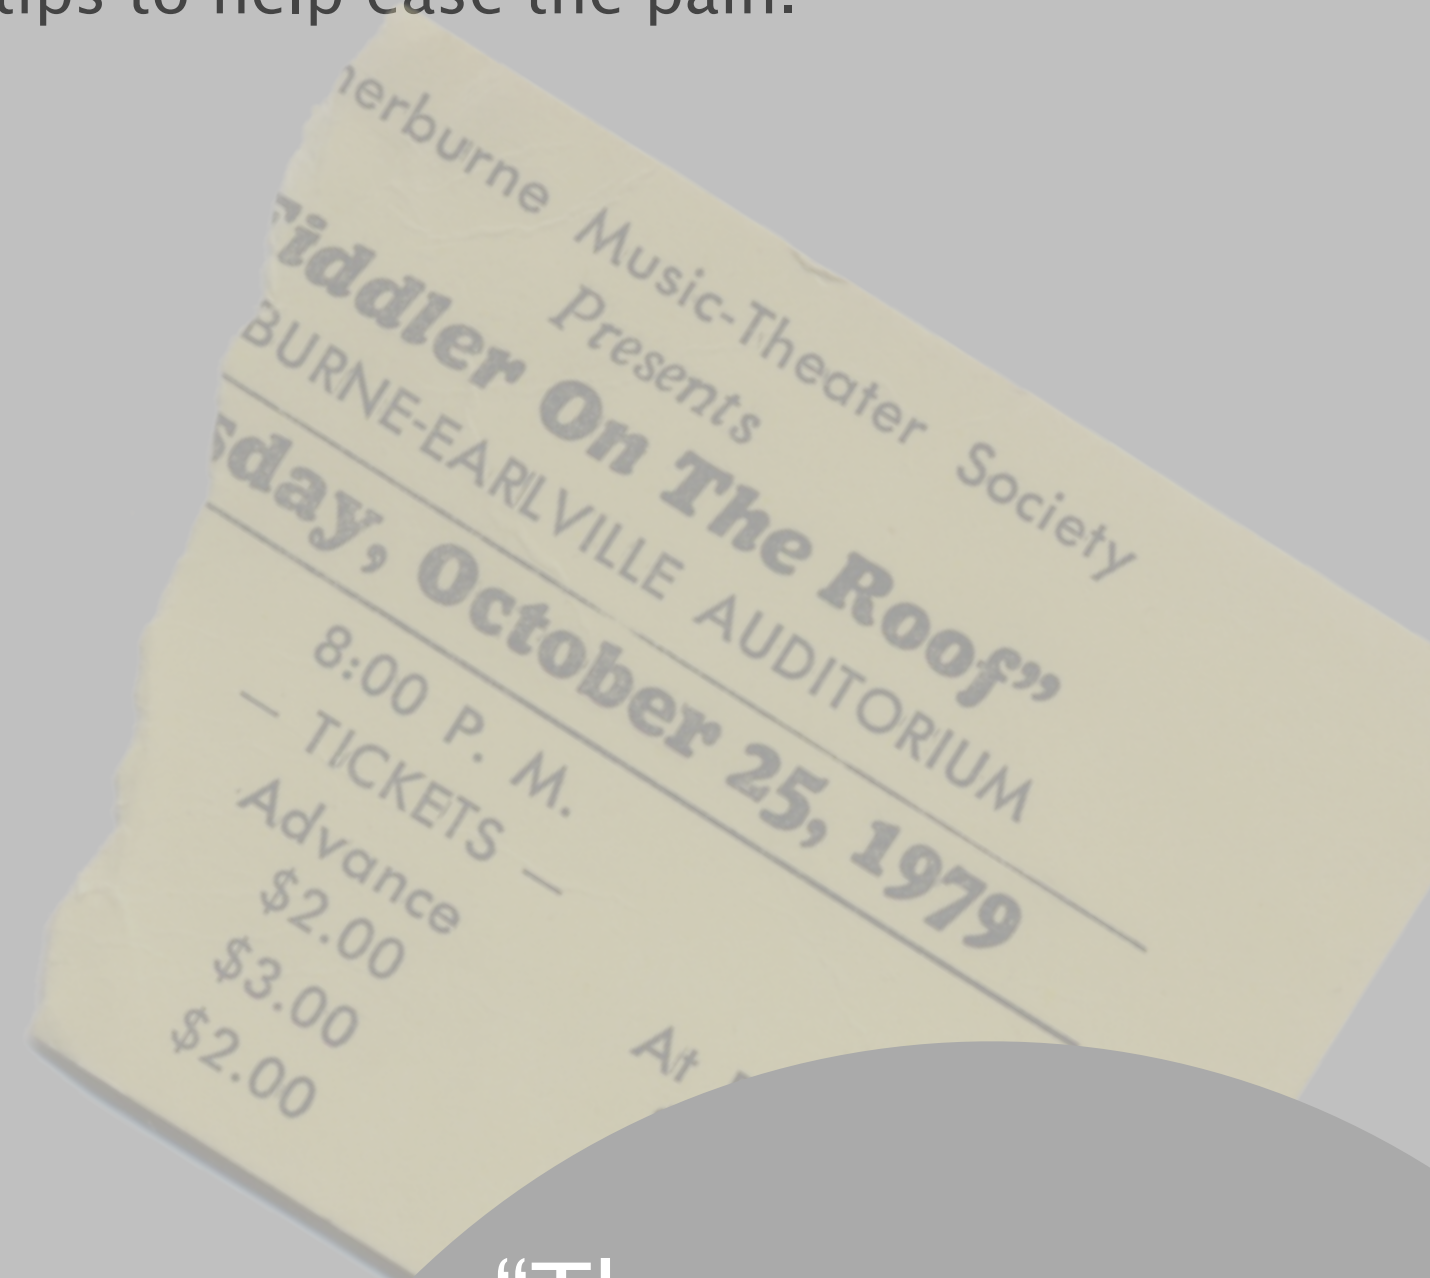 tips to help ease the pain.
herburne Music-Theater Society
Presents
Fiddler On The Roof”
BURNE-EARLVILLE AUDITORIUM
sday, October 25, 1979
8:00 P. M.
— TICKETS —
Advance
$2.00
$3.00
$2.00
At